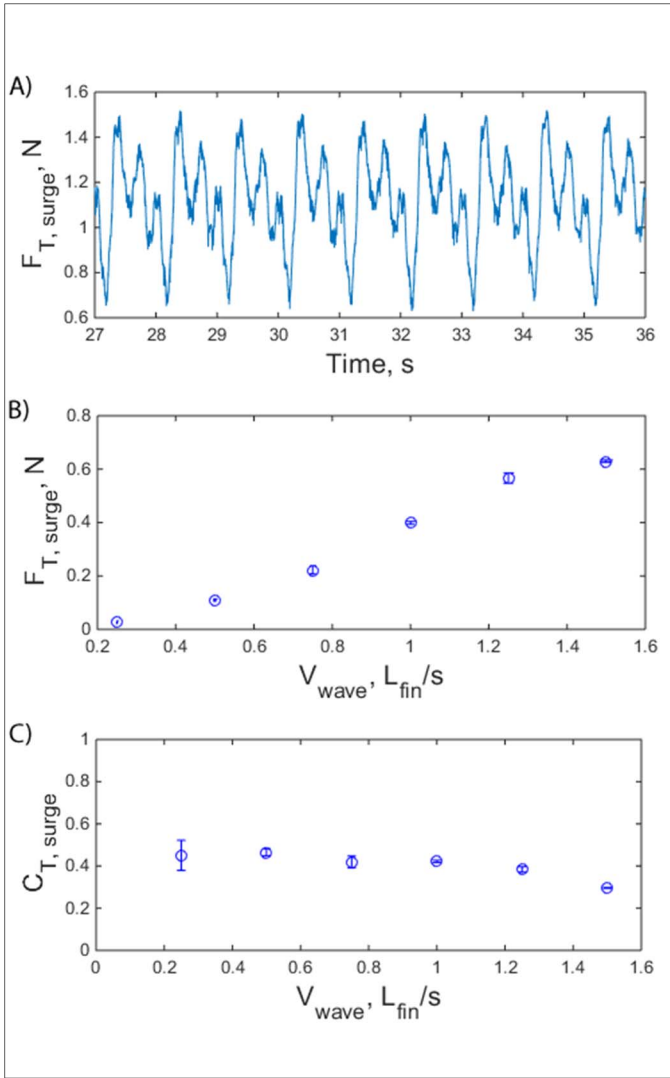 A)
F_T, surge, N
1.6
1.4
1.2
1
0.8
0.6
27 28 29 30 31 32 33 34 35 36
Time, s
B)
F_T, surge, N
0.8
0.6
0.4
0.2
0
0.2 0.4 0.6 0.8 1 1.2 1.4 1.6
V_wave, L_fin/s
C)
C_T, surge
1
0.8
0.6
0.4
0.2
0
0 0.2 0.4 0.6 0.8 1 1.2 1.4 1.6
V_wave, L_fin/s